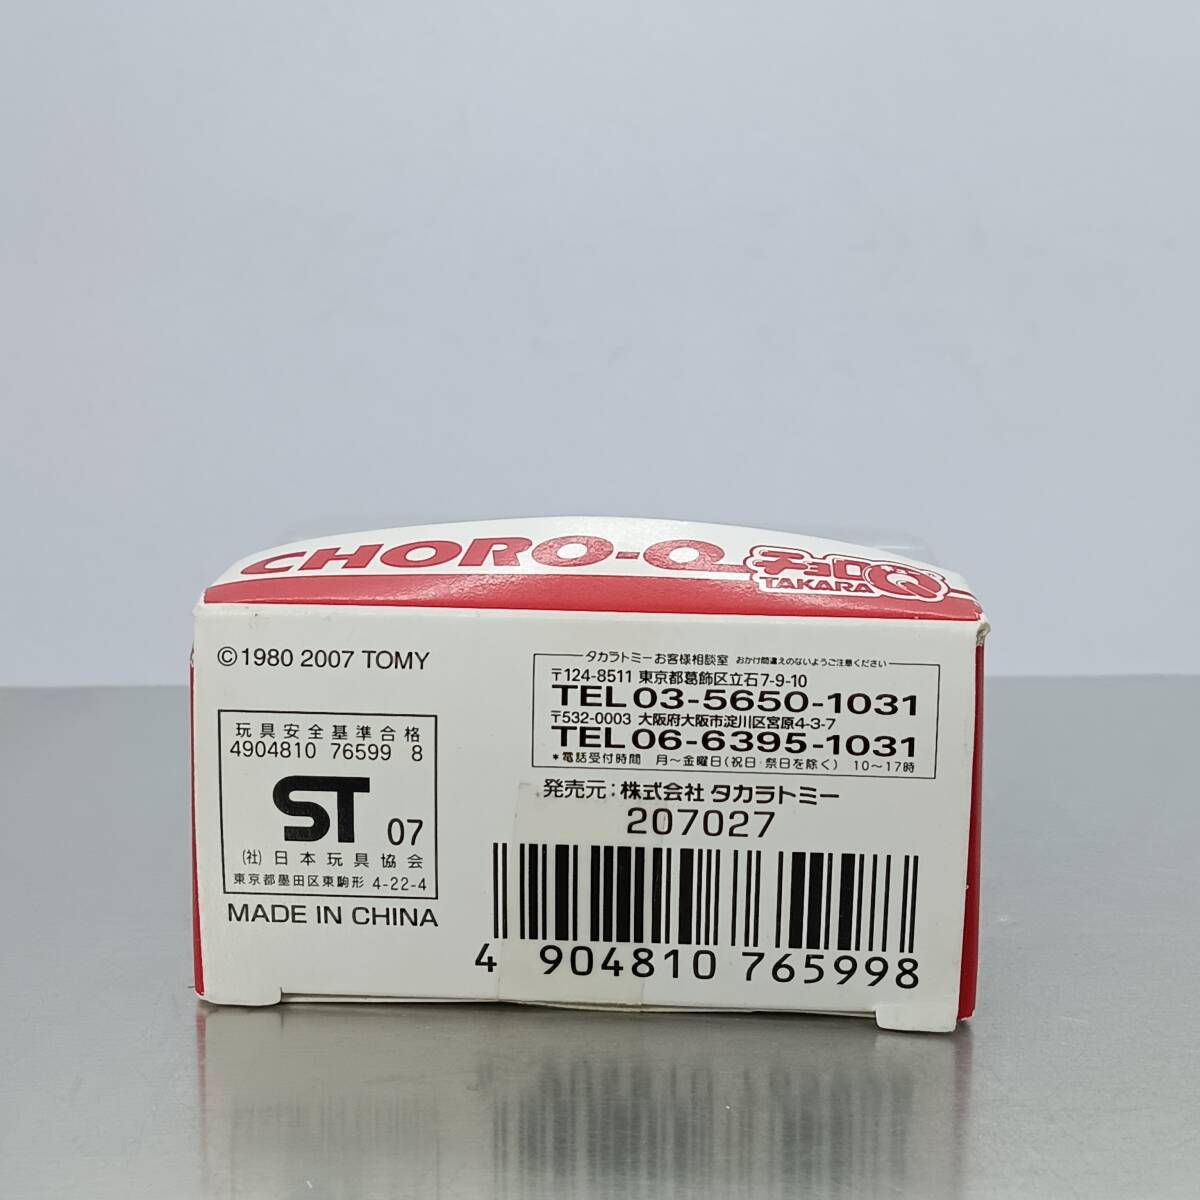 CHORO-Q
チョロQ
TAKARA
©1980 2007 TOMY
玩具安全基準合格
4904810 76599 8
ST 07
(社)日本玩具協会
東京都墨田区東駒形 4-22-4
MADE IN CHINA
タカラトミーお客様相談室 おかけ間違えのないようご注意ください
〒124-8511 東京都葛飾区立石7-9-10
TEL 03-5650-1031
〒532-0003 大阪府大阪市淀川区宮原4-3-7
TEL 06-6395-1031
*電話受付時間 月~金曜日(祝日・祭日を除く) 10~17時
発売元:株式会社 タカラトミー
207027
4 904810 765998